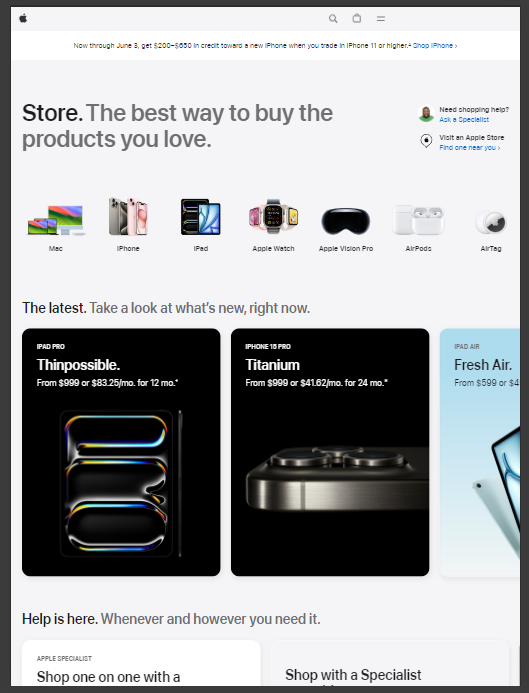 Now through June 3, get $200–$650 in credit toward a new iPhone when you trade in iPhone 11 or higher.² Shop iPhone ›
Store. The best way to buy the
products you love.
Need shopping help?
Ask a Specialist
Visit an Apple Store
Find one near you ›
Mac
iPhone
iPad
Apple Watch
Apple Vision Pro
AirPods
AirTag
The latest. Take a look at what's new, right now.
IPAD PRO
Thinpossible.
From $999 or $83.25/mo. for 12 mo.*
IPHONE 15 PRO
Titanium
From $999 or $41.62/mo. for 24 mo.*
IPAD AIR
Fresh Air.
From $599 or $4
Help is here. Whenever and however you need it.
APPLE SPECIALIST
Shop one on one with a
Shop with a Specialist